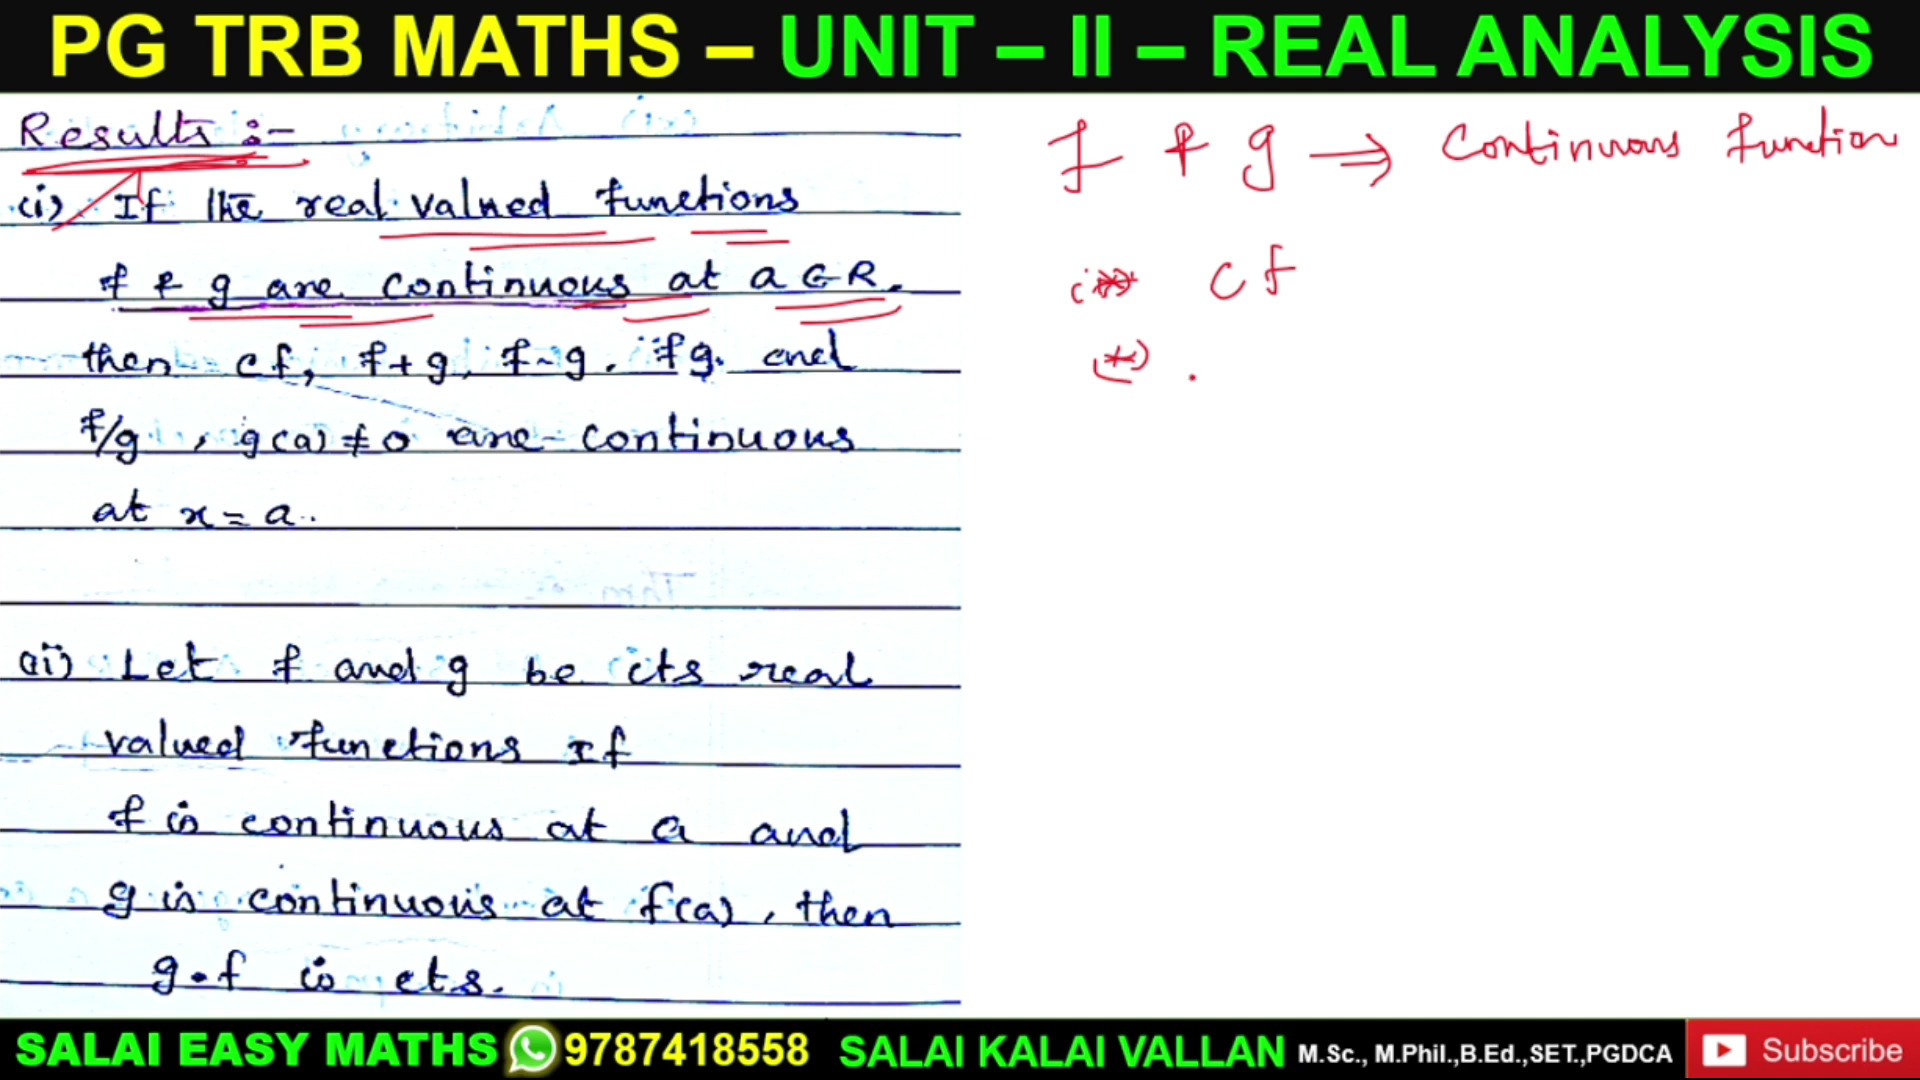 PG TRB MATHS – UNIT – II – REAL ANALYSIS
Results :-
(i) If the real valued functions
f & g are continuous at a ∈ R.
then cf, f+g, f-g, fg. and
f/g , g(a) ≠ 0 are continuous
at x = a.
(ii) Let f and g be cts real
valued functions If
f is continuous at a and
g is continuous at f(a), then
g∘f is cts.
f & g ⇒ Continuous function
cf
SALAI EASY MATHS 9787418558 SALAI KALAI VALLAN M.Sc., M.Phil.,B.Ed.,SET.,PGDCA Subscribe